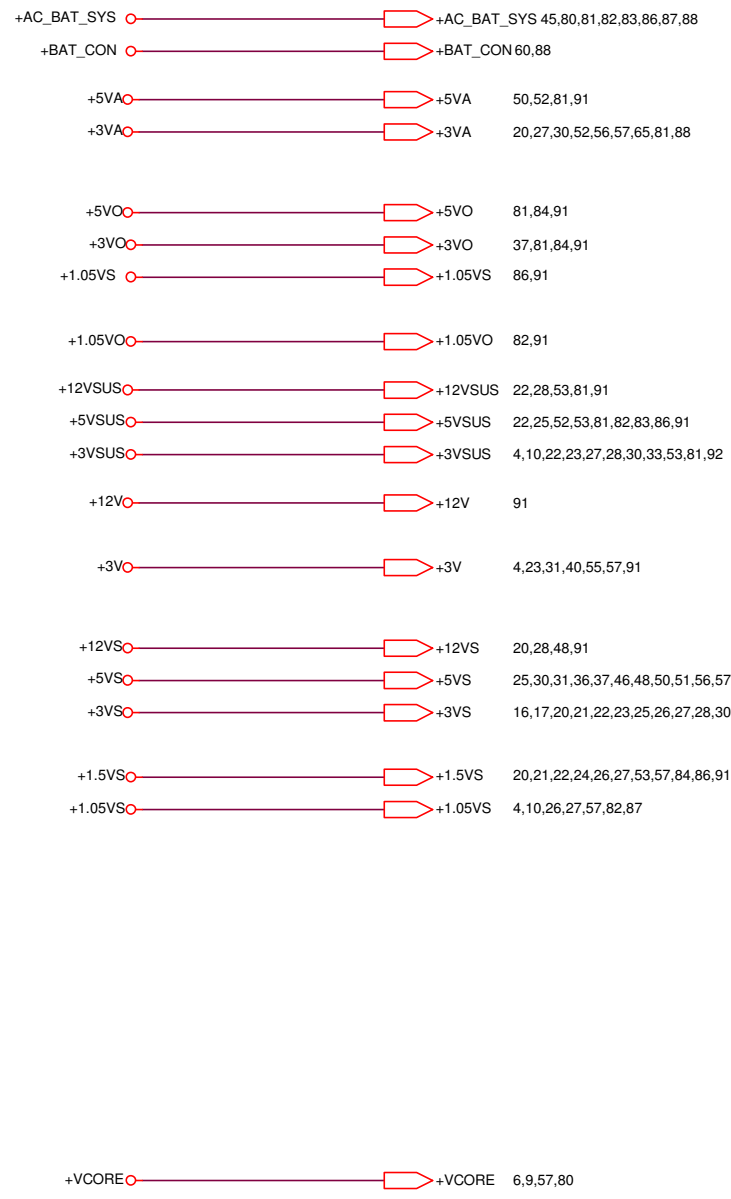 +AC_BAT_SYS +AC_BAT_SYS 45,80,81,82,83,86,87,88
+BAT_CON +BAT_CON 60,88
+5VA +5VA 50,52,81,91
+3VA +3VA 20,27,30,52,56,57,65,81,88
+5VO +5VO 81,84,91
+3VO +3VO 37,81,84,91
+1.05VS +1.05VS 86,91
+1.05VO +1.05VO 82,91
+12VSUS +12VSUS 22,28,53,81,91
+5VSUS +5VSUS 22,25,52,53,81,82,83,86,91
+3VSUS +3VSUS 4,10,22,23,27,28,30,33,53,81,92
+12V +12V 91
+3V +3V 4,23,31,40,55,57,91
+12VS +12VS 20,28,48,91
+5VS +5VS 25,30,31,36,37,46,48,50,51,56,57
+3VS +3VS 16,17,20,21,22,23,25,26,27,28,30
+1.5VS +1.5VS 20,21,22,24,26,27,53,57,84,86,91
+1.05VS +1.05VS 4,10,26,27,57,82,87
+VCORE +VCORE 6,9,57,80